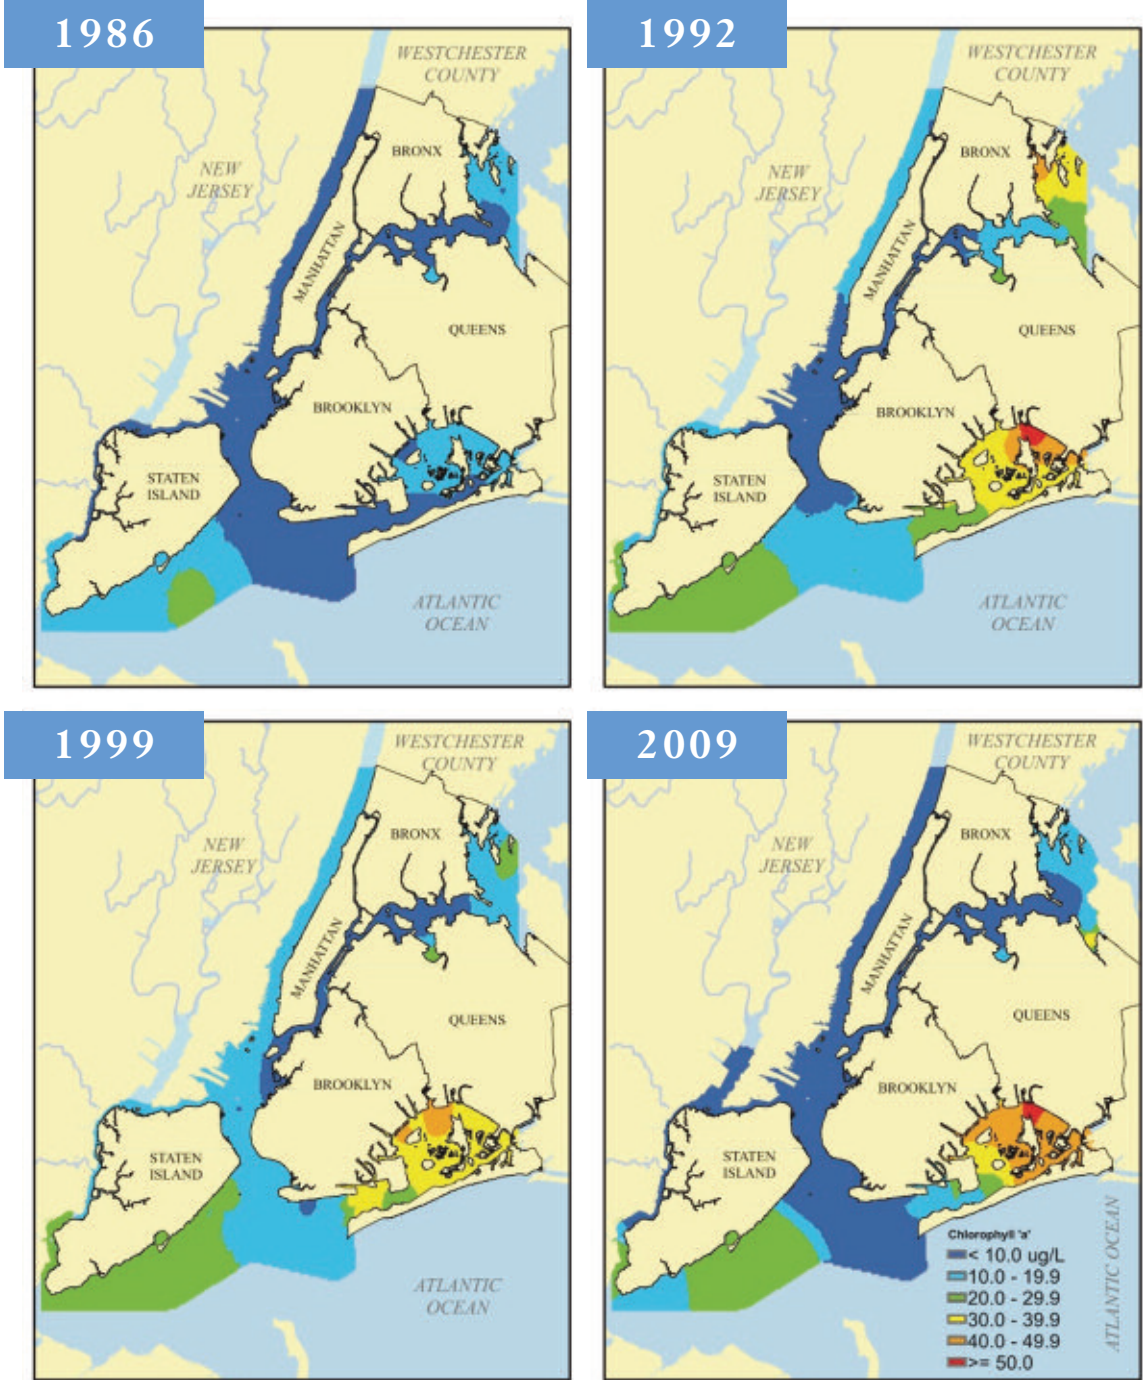 1986
WESTCHESTER
COUNTY
BRONX
NEW
JERSEY
MANHATTAN
QUEENS
BROOKLYN
STATEN
ISLAND
ATLANTIC
OCEAN
1992
WESTCHESTER
COUNTY
BRONX
NEW
JERSEY
MANHATTAN
QUEENS
BROOKLYN
STATEN
ISLAND
ATLANTIC
OCEAN
1999
WESTCHESTER
COUNTY
BRONX
NEW
JERSEY
MANHATTAN
QUEENS
BROOKLYN
STATEN
ISLAND
ATLANTIC
OCEAN
2009
WESTCHESTER
COUNTY
BRONX
NEW
JERSEY
MANHATTAN
QUEENS
BROOKLYN
STATEN
ISLAND
ATLANTIC OCEAN
Chlorophyll 'a'
< 10.0 ug/L
10.0 - 19.9
20.0 - 29.9
30.0 - 39.9
40.0 - 49.9
>= 50.0